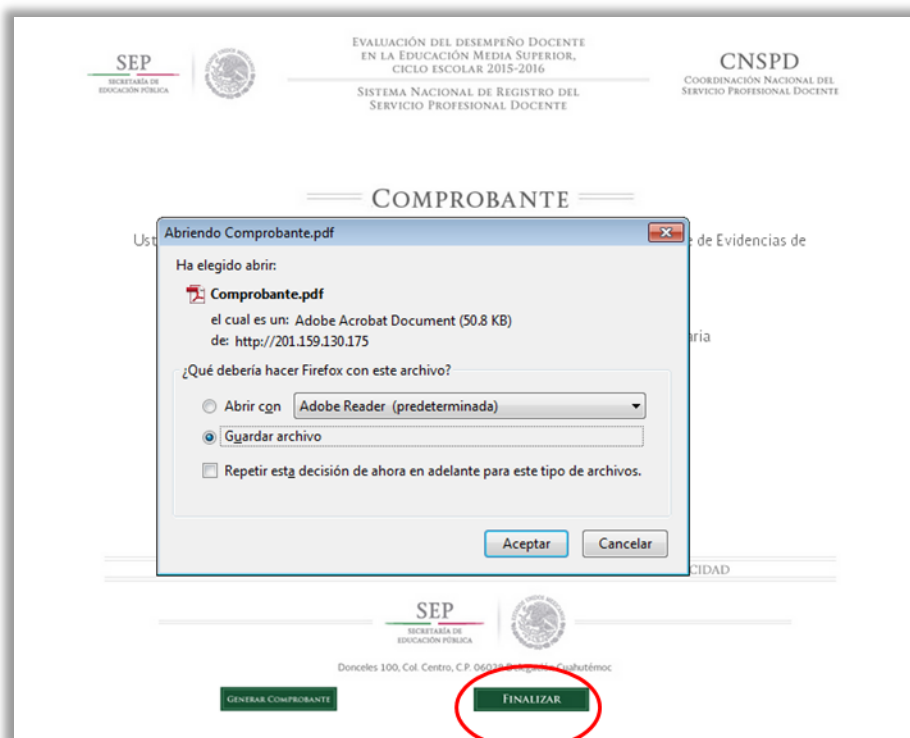 SEP
SECRETARÍA DE
EDUCACIÓN PÚBLICA
EVALUACIÓN DEL DESEMPEÑO DOCENTE
EN LA EDUCACIÓN MEDIA SUPERIOR,
CICLO ESCOLAR 2015-2016
SISTEMA NACIONAL DE REGISTRO DEL
SERVICIO PROFESIONAL DOCENTE
CNSPD
COORDINACIÓN NACIONAL DEL
SERVICIO PROFESIONAL DOCENTE
COMPROBANTE
Ust
de Evidencias de
Abriendo Comprobante.pdf
Ha elegido abrir:
Comprobante.pdf
el cual es un: Adobe Acrobat Document (50.8 KB)
de: http://201.159.130.175
aria
¿Qué debería hacer Firefox con este archivo?
Abrir con Adobe Reader (predeterminada)
Guardar archivo
Repetir esta decisión de ahora en adelante para este tipo de archivos.
Aceptar Cancelar
CIDAD
SEP
SECRETARÍA DE
EDUCACIÓN PÚBLICA
Donceles 100, Col. Centro, C.P. 06020 Delegación Cuahutémoc
GENERAR COMPROBANTE FINALIZAR